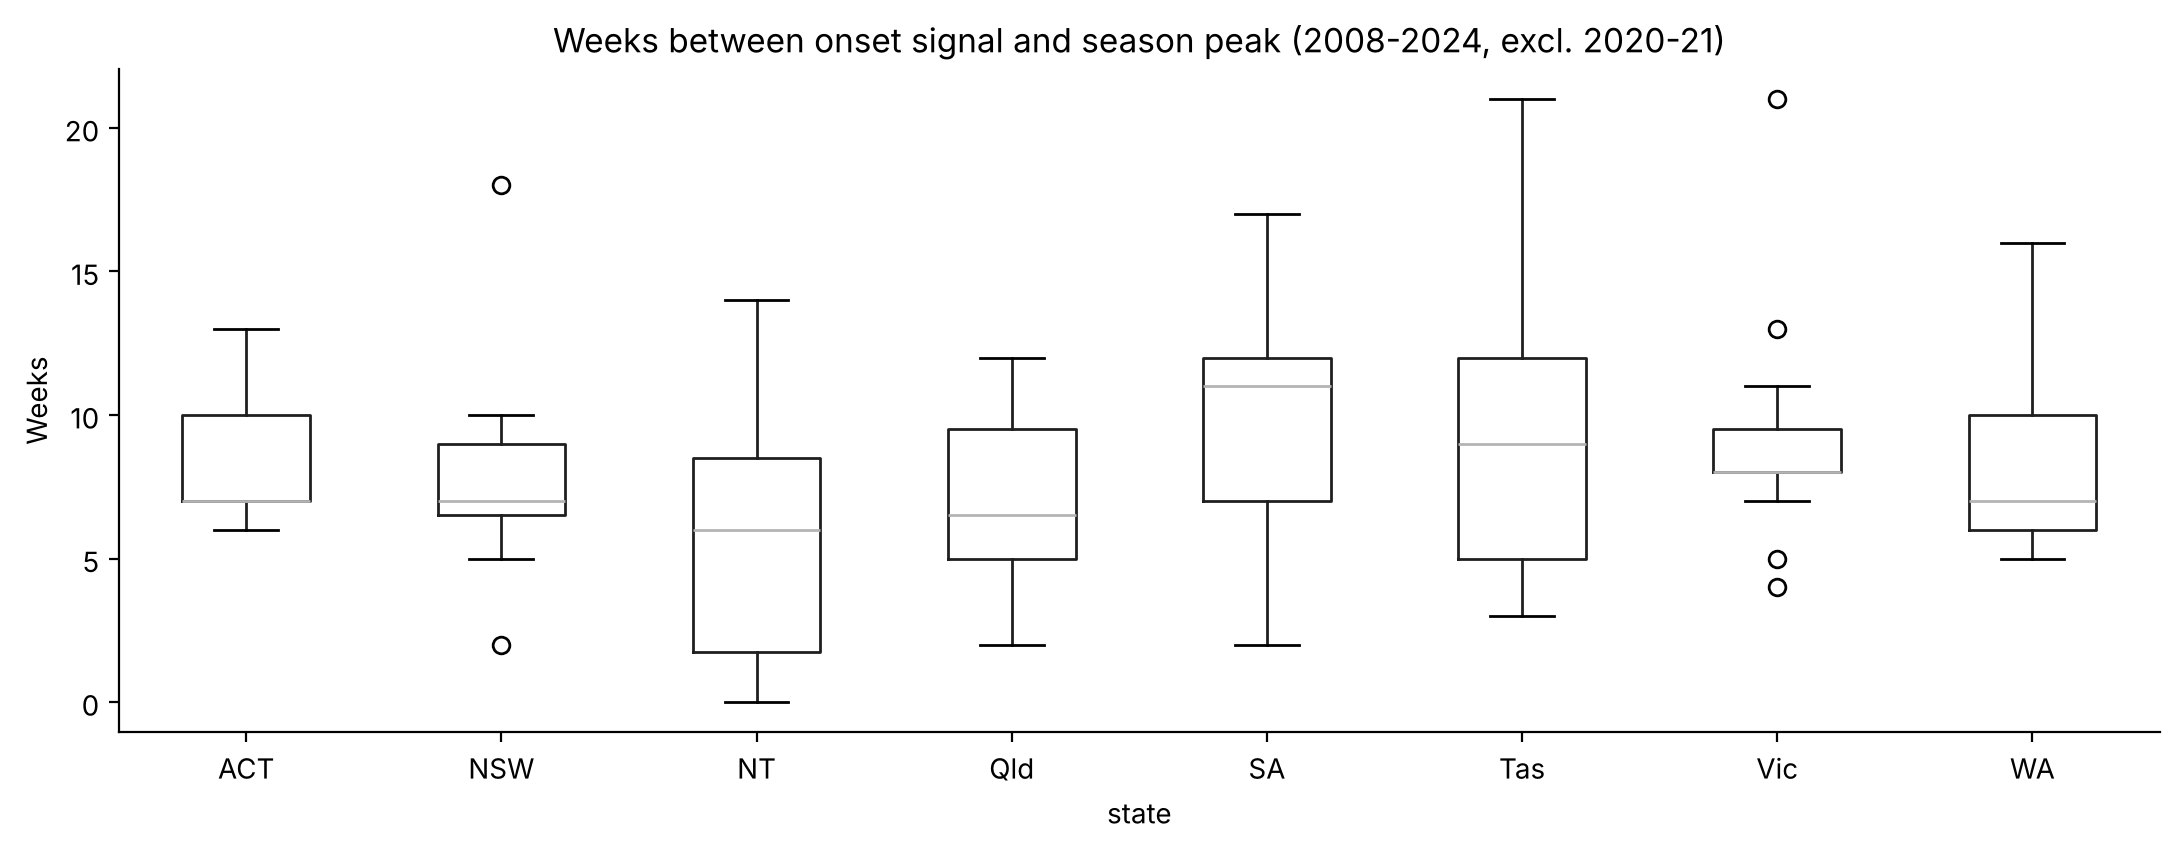 Weeks between onset signal and season peak (2008-2024, excl. 2020-21)
Weeks
20
15
10
5
0
ACT NSW NT Qld SA Tas Vic WA
state